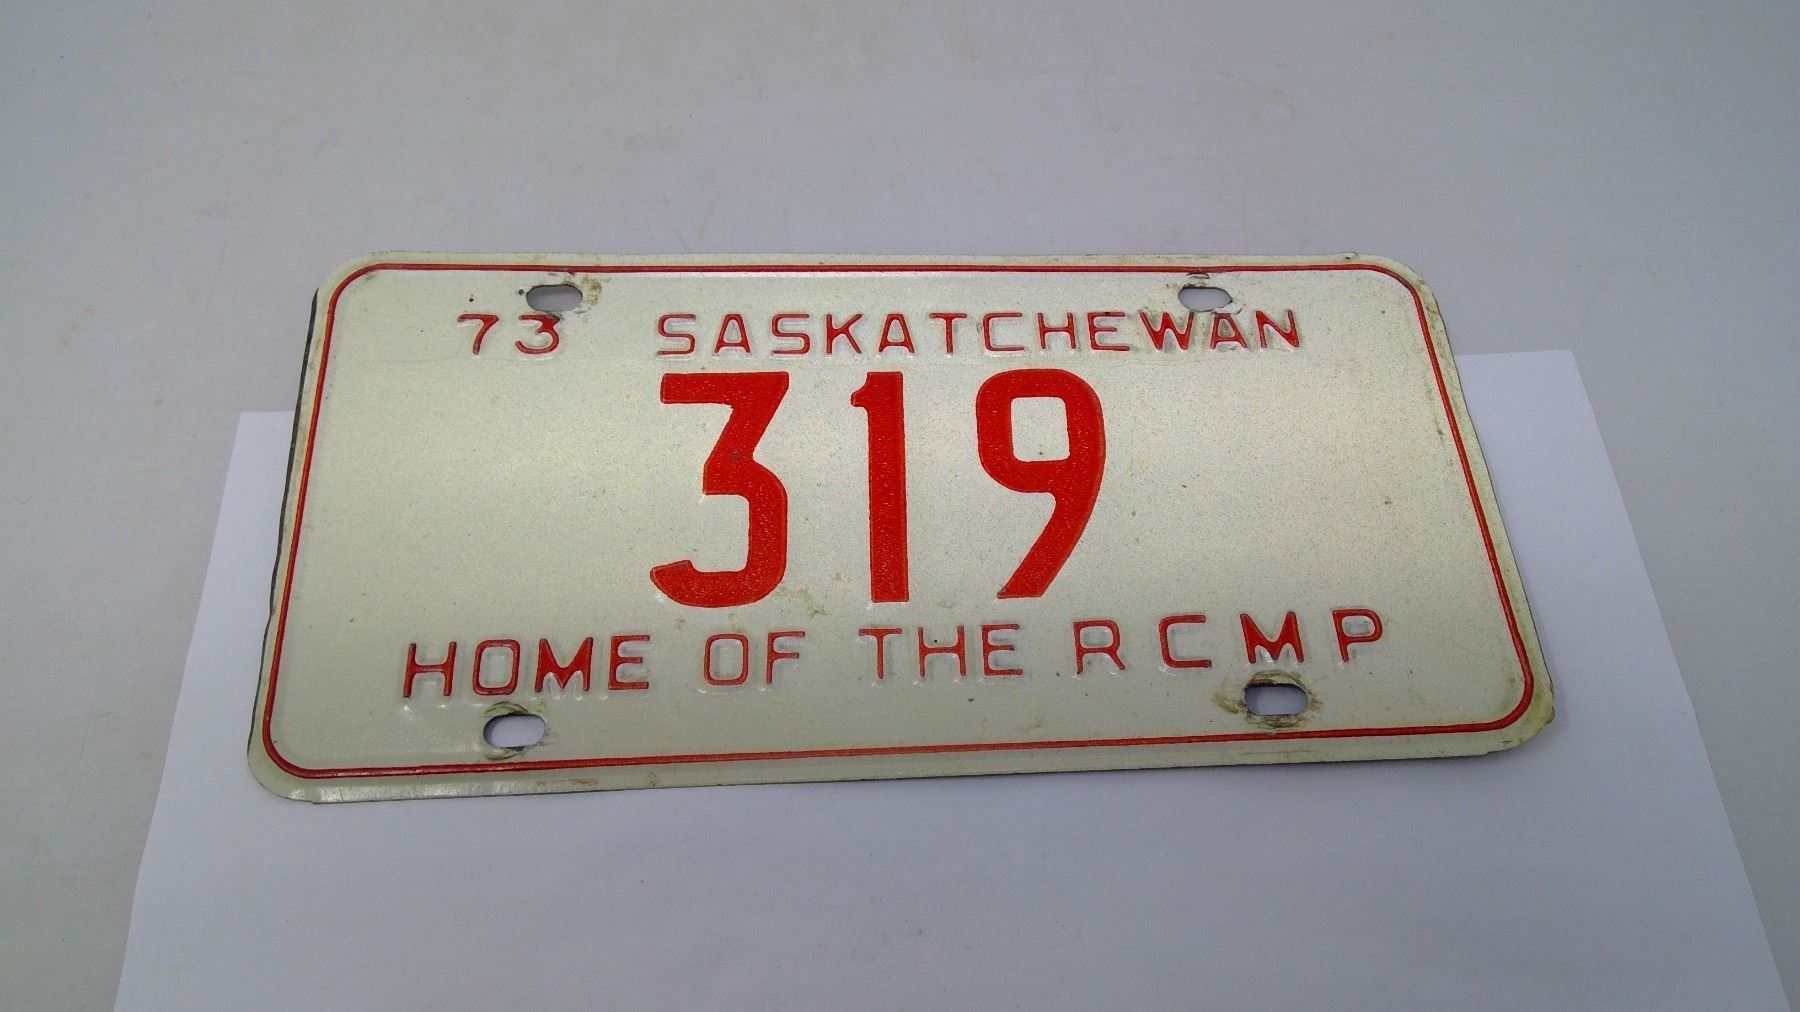 73 SASKATCHEWAN
319
HOME OF THE RCMP